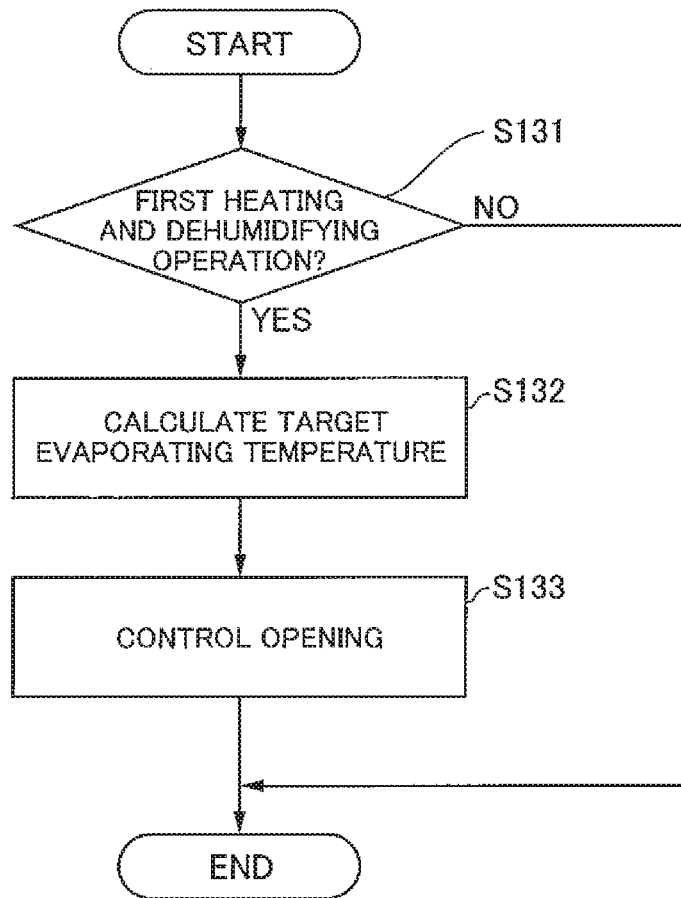 START
S131
FIRST HEATING
AND DEHUMIDIFYING
OPERATION?
NO
YES
S132
CALCULATE TARGET
EVAPORATING TEMPERATURE
S133
CONTROL OPENING
END